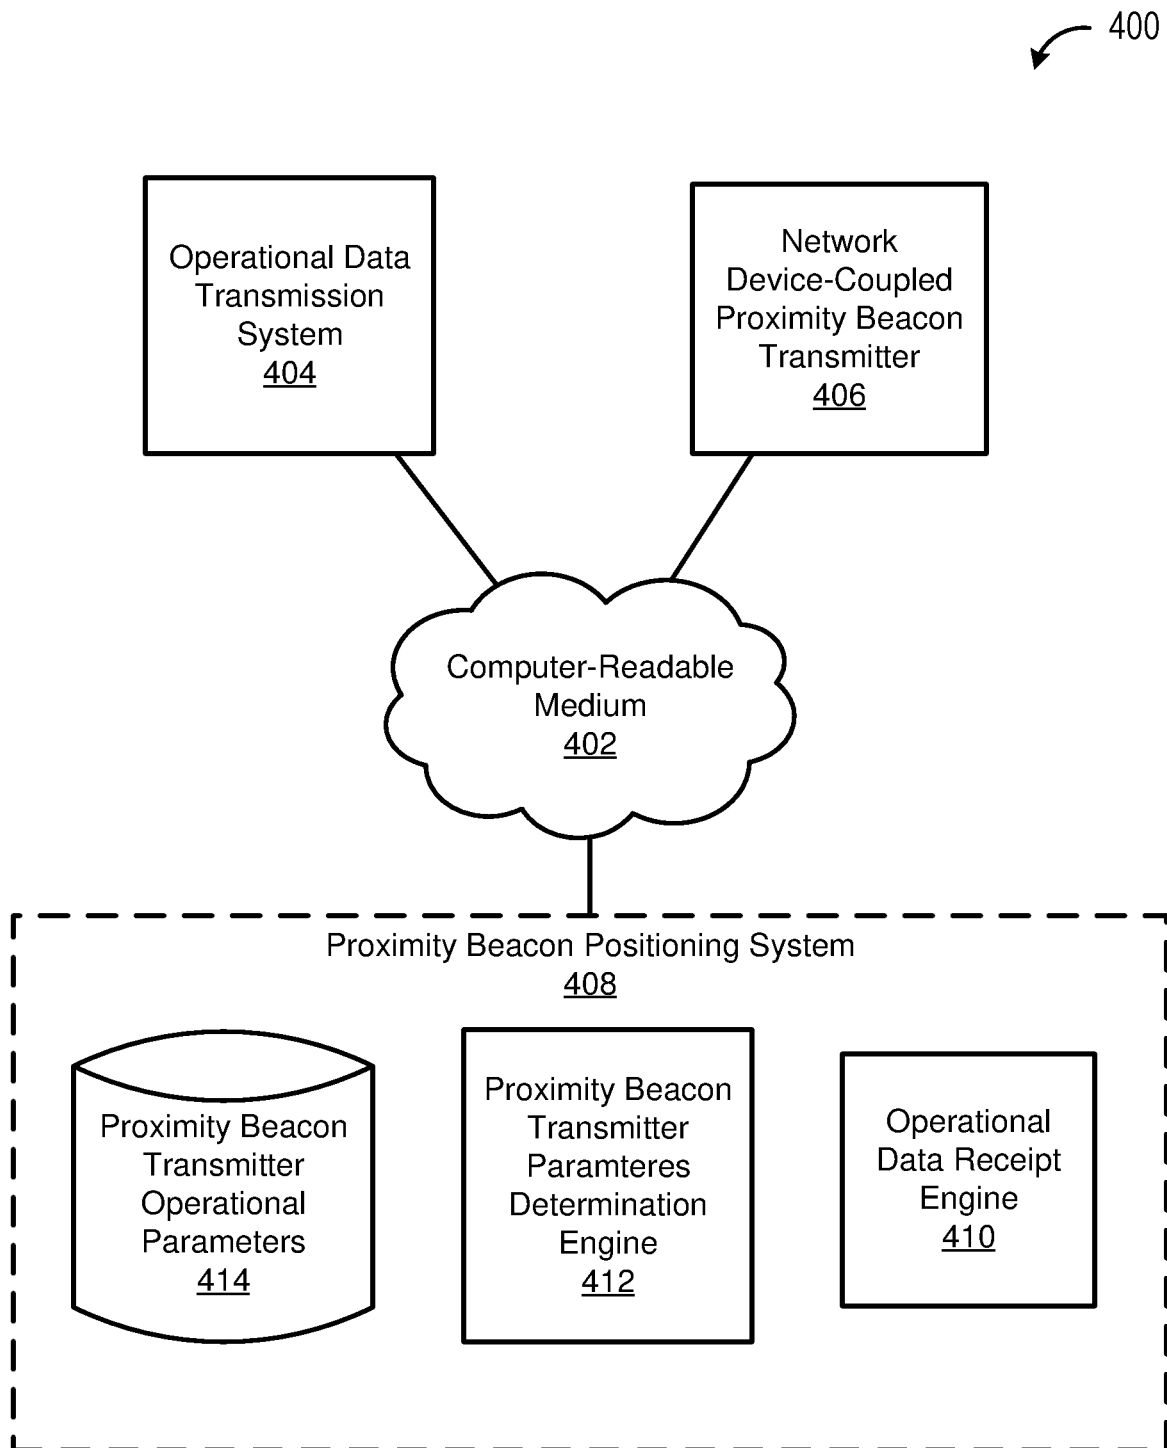 400
Operational Data
Transmission
System
404
Network
Device-Coupled
Proximity Beacon
Transmitter
406
Computer-Readable
Medium
402
Proximity Beacon Positioning System
408
Proximity Beacon
Transmitter
Operational
Parameters
414
Proximity Beacon
Transmitter
Paramteres
Determination
Engine
412
Operational
Data Receipt
Engine
410